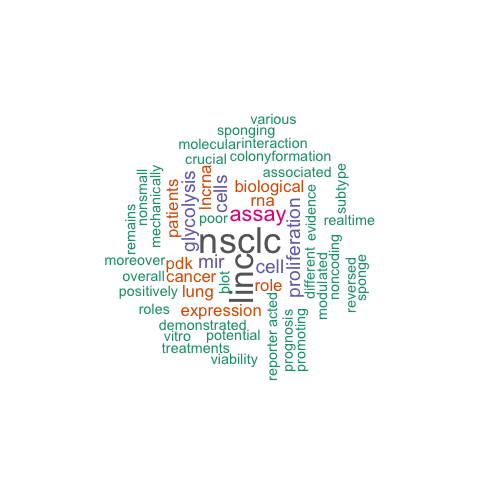 various
sponging
molecular
interaction
crucial
colonyformation
associated
biological
rna
assay
poor
patients
lncrna
cells
glycolysis
mechanically
nonsmall
remains
subtype
evidence
realtime
nsclc
proliferation
moreover
pdk
mir
cell
linc
plot
overall
cancer
role
positively
lung
different
modulated
noncoding
reversed
sponge
roles
expression
demonstrated
vitro
potential
treatments
viability
reporter
acted
prognosis
promoting